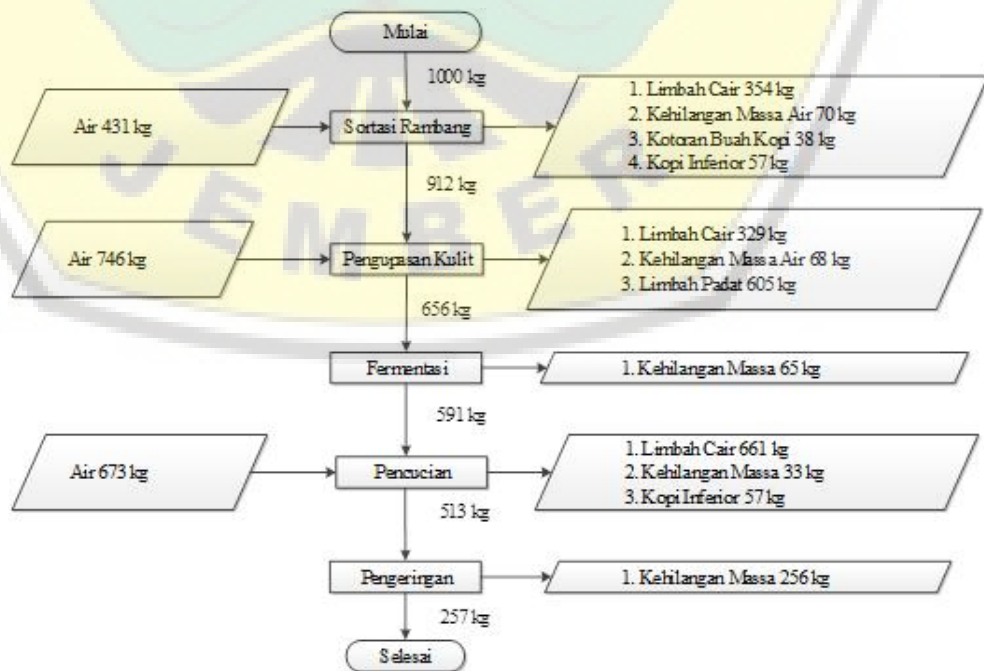 Mulai
1000 kg
Air 431 kg
Sortasi Rambang
1. Limbah Cair 354 kg
2. Kehilangan Massa Air 70 kg
3. Kotoran Buah Kopi 38 kg
4. Kopi Inferior 57 kg
912 kg
Air 746 kg
Pengupasan Kulit
1. Limbah Cair 329 kg
2. Kehilangan Massa Air 68 kg
3. Limbah Padat 605 kg
656 kg
Fermentasi
1. Kehilangan Massa 65 kg
591 kg
Air 673 kg
Pencucian
1. Limbah Cair 661 kg
2. Kehilangan Massa 33 kg
3. Kopi Inferior 57 kg
513 kg
Pengeringan
1. Kehilangan Massa 256 kg
257 kg
Selesai
JEMBER